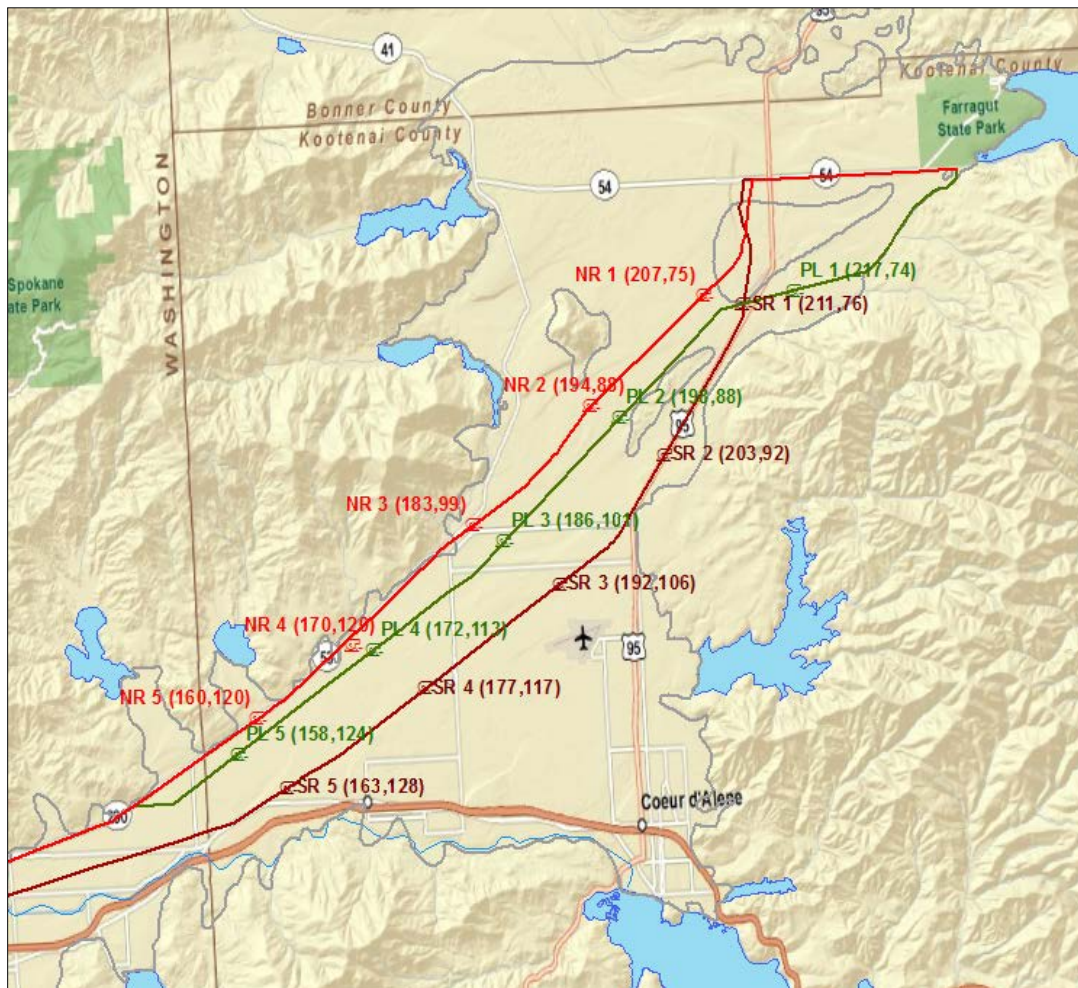 95
41
Kootenai County
Bonner County
Kootenai County
Farragut
State Park
54
54
WASHINGTON
NR 1 (207,75)
PL 1 (217,74)
Spokane
ate Park
SR 1 (211,76)
NR 2 (194,88)
PL 2 (198,88)
95
SR 2 (203,92)
NR 3 (183,99)
PL 3 (186,101)
SR 3 (192,106)
NR 4 (170,120)
PL 4 (172,113)
95
SR 4 (177,117)
NR 5 (160,120)
PL 5 (158,124)
SR 5 (163,128)
Coeur d'Alene
290